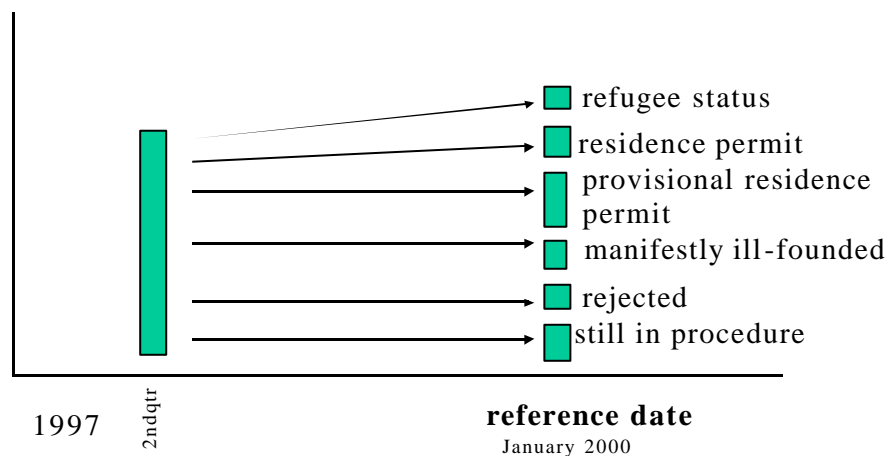 refugee status
residence permit
provisional residence
permit
manifestly ill-founded
rejected
still in procedure
1997
2ndqtr
reference date
January 2000